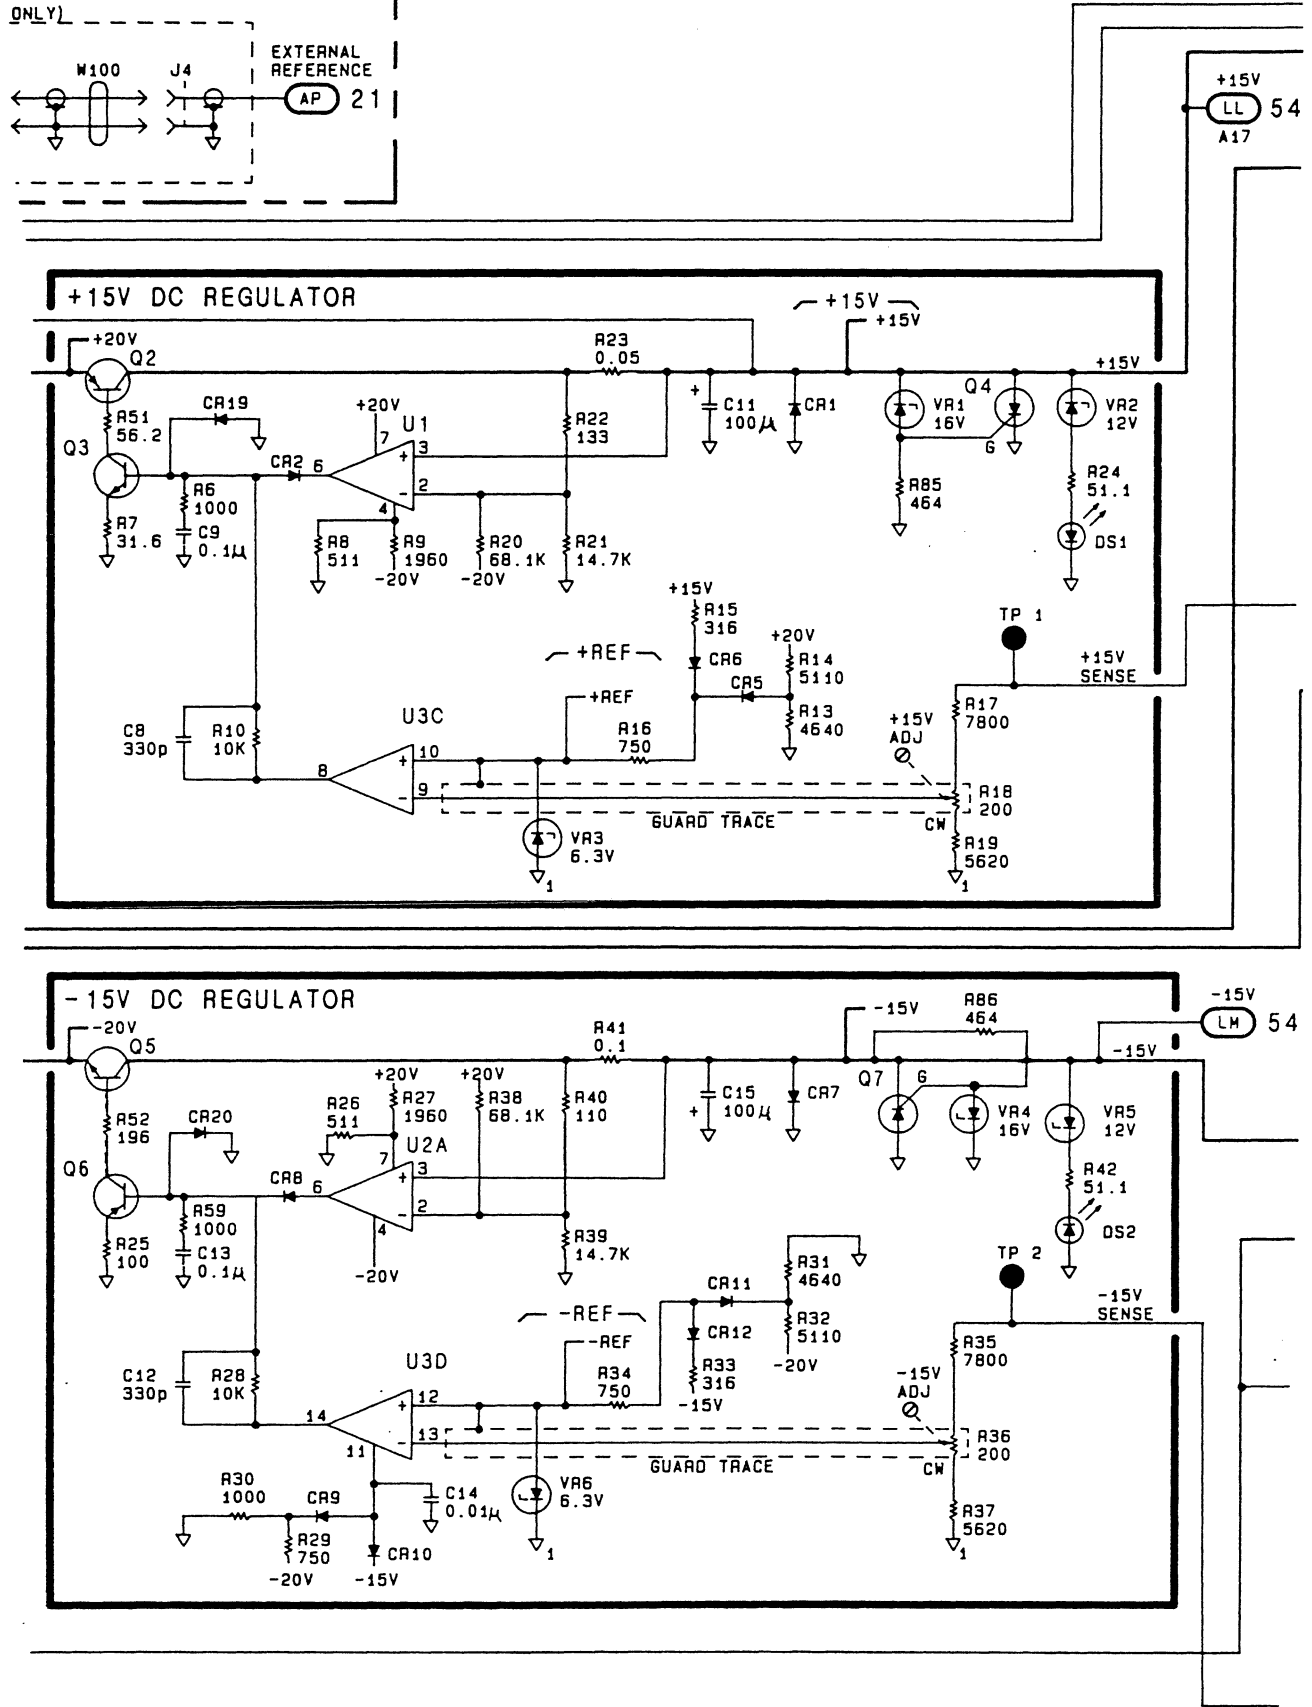 ONLY)
W100
J4
EXTERNAL
REFERENCE
AP
21
+15V
LL
54
A17
+15V DC REGULATOR
+15V
+15V
+20V
Q2
R23
0.05
+15V
R51
56.2
CR19
+20V
7
U1
3
+
R22
133
+
C11
100µ
CR1
VR1
16V
Q4
G
VR2
12V
Q3
CR2
6
2
-
4
R6
1000
C9
0.1µ
R7
31.6
R8
511
R9
1960
-20V
R20
68.1K
-20V
R21
14.7K
R85
464
R24
51.1
DS1
+15V
R15
316
TP 1
+REF
CR6
+20V
R14
5110
+15V
SENSE
+REF
CR5
R13
4640
R17
7800
C8
330p
R10
10K
U3C
10
+
R16
750
+15V
ADJ
8
9
-
R18
200
GUARD TRACE
CW
VR3
6.3V
R19
5620
1
1
-15V DC REGULATOR
-15V
LM
54
-20V
Q5
R41
0.1
-15V
R86
464
-15V
+20V
R27
1960
+20V
R38
68.1K
R40
110
C15
100µ
+
CR7
Q7
G
VR4
16V
VR5
12V
R52
196
CR20
R26
511
7
U2A
3
+
Q6
CR8
6
2
-
4
-20V
R59
1000
C13
0.1µ
R25
100
R39
14.7K
R42
51.1
DS2
TP 2
R31
4640
CR11
-15V
SENSE
-REF
-REF
CR12
R32
5110
-20V
R35
7800
C12
330p
R28
10K
U3D
12
+
R34
750
R33
316
-15V
-15V
ADJ
14
13
-
11
R36
200
GUARD TRACE
CW
R30
1000
CR9
C14
0.01µ
VR6
6.3V
R37
5620
R29
750
CR10
1
1
-20V
-15V